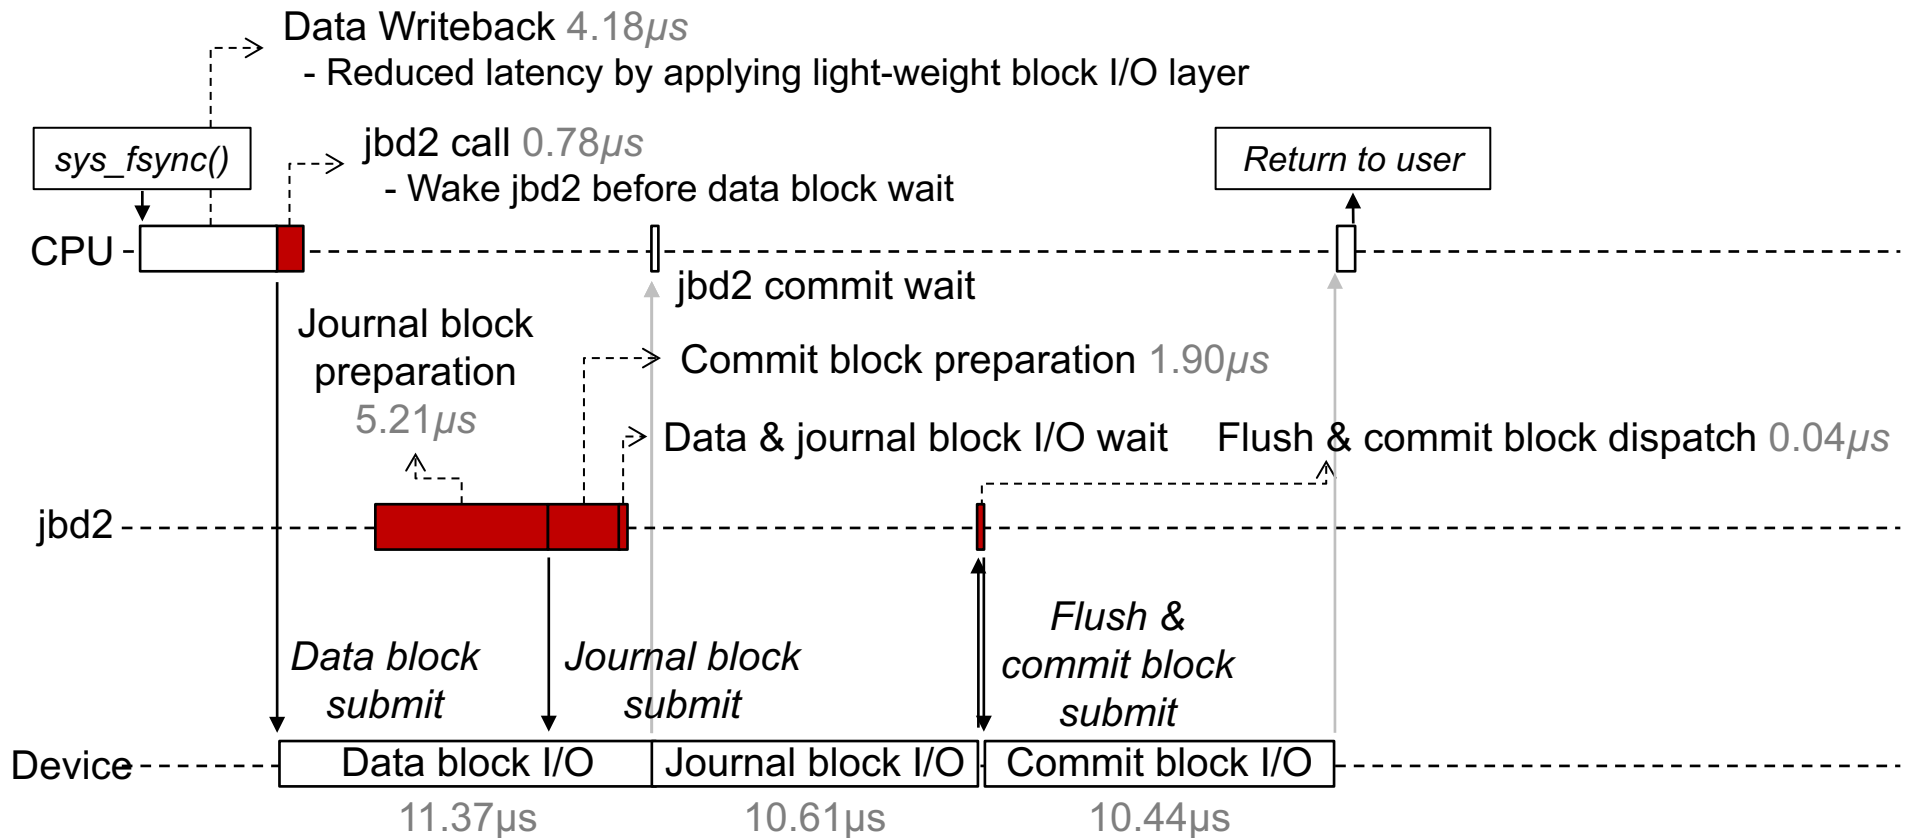 Data Writeback 4.18µs
- Reduced latency by applying light-weight block I/O layer
sys_fsync()
jbd2 call 0.78µs
- Wake jbd2 before data block wait
Return to user
CPU
jbd2 commit wait
Journal block
preparation
5.21µs
Commit block preparation 1.90µs
Data & journal block I/O wait
Flush & commit block dispatch 0.04µs
jbd2
Data block
submit
Journal block
submit
Flush &
commit block
submit
Device
Data block I/O
Journal block I/O
Commit block I/O
11.37µs
10.61µs
10.44µs